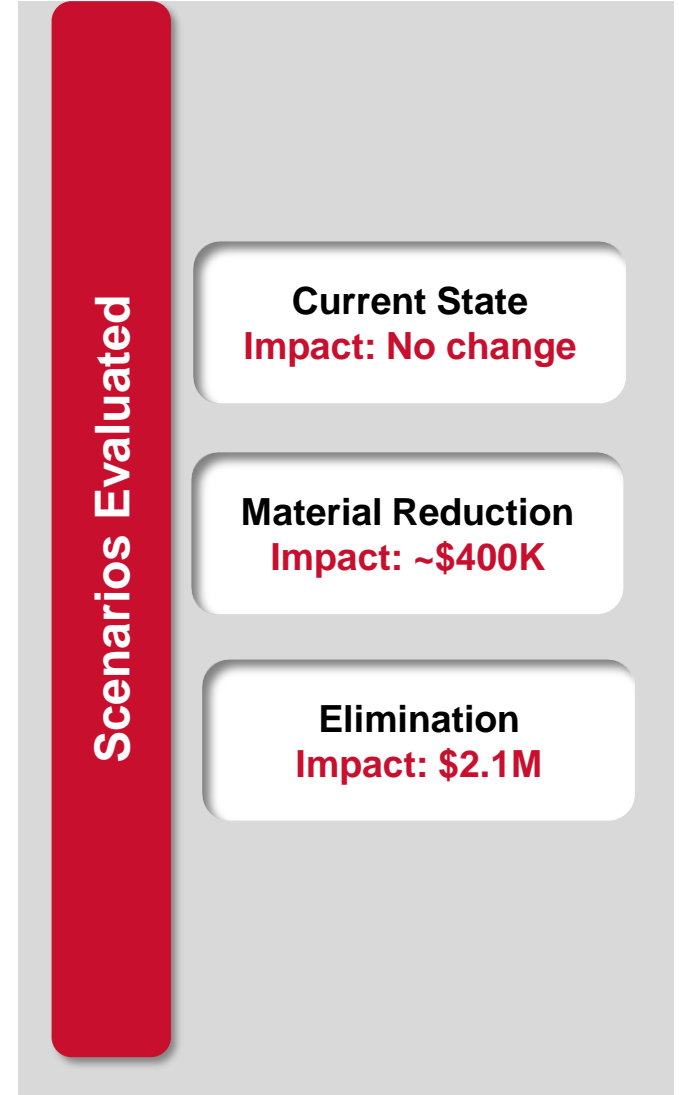 Scenarios Evaluated
Current State
Impact: No change
Material Reduction
Impact: ~$400K
Elimination
Impact: $2.1M